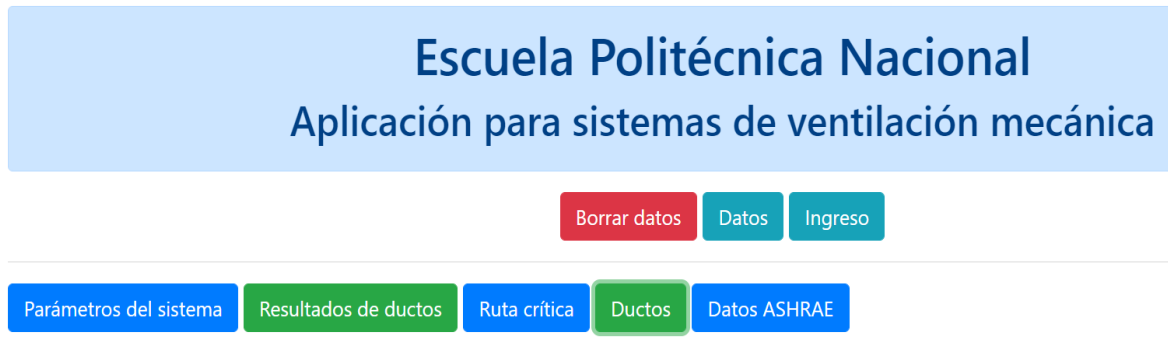 Escuela Politécnica Nacional
Aplicación para sistemas de ventilación mecánica
Borrar datos Datos Ingreso
Parámetros del sistema Resultados de ductos Ruta crítica Ductos Datos ASHRAE